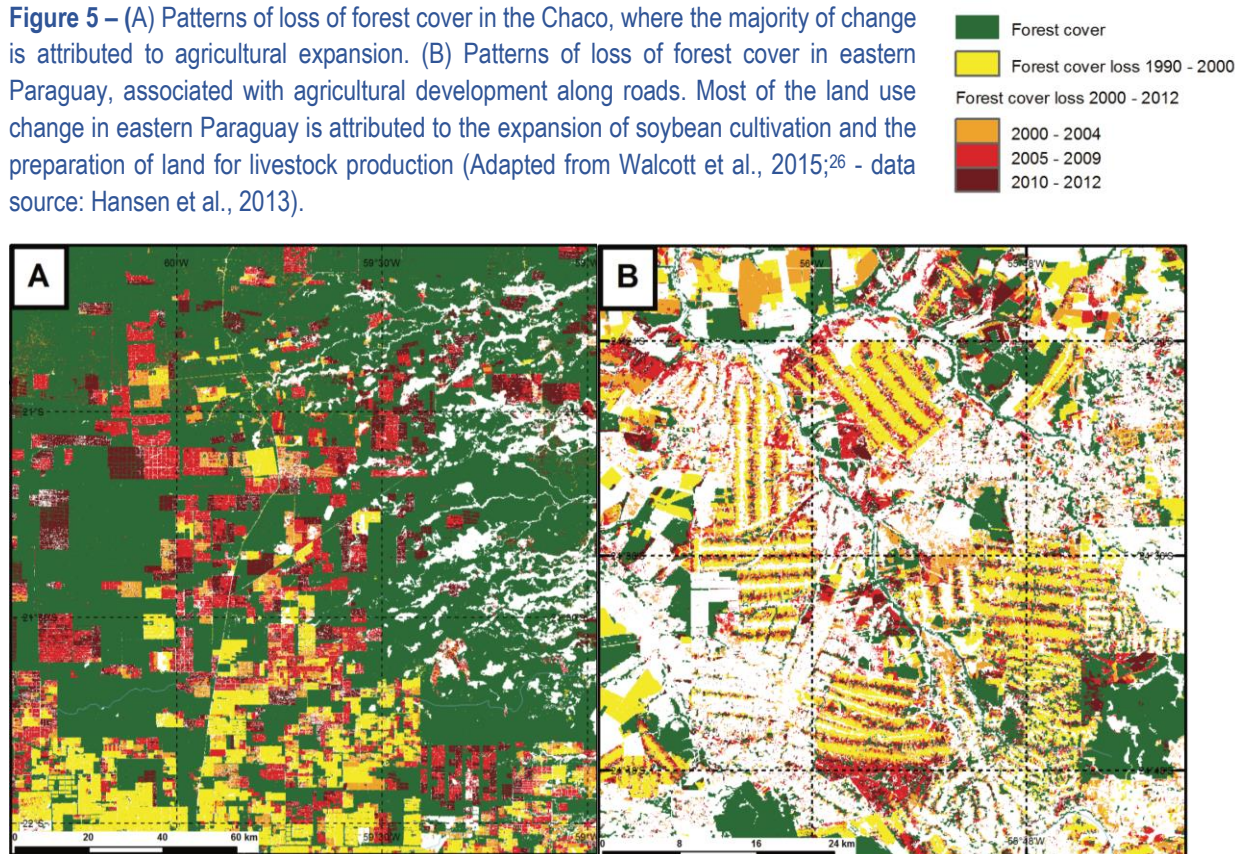 Figure 5 – (A) Patterns of loss of forest cover in the Chaco, where the majority of change
is attributed to agricultural expansion. (B) Patterns of loss of forest cover in eastern
Paraguay, associated with agricultural development along roads. Most of the land use
change in eastern Paraguay is attributed to the expansion of soybean cultivation and the
preparation of land for livestock production (Adapted from Walcott et al., 2015;26 - data
source: Hansen et al., 2013).
Forest cover
Forest cover loss 1990 - 2000
Forest cover loss 2000 - 2012
2000 - 2004
2005 - 2009
2010 - 2012
A
60°W
59°30'W
21°S
22°S
59°30'W
0 20 40 60 km
B
56°W
0 8 16 24 km